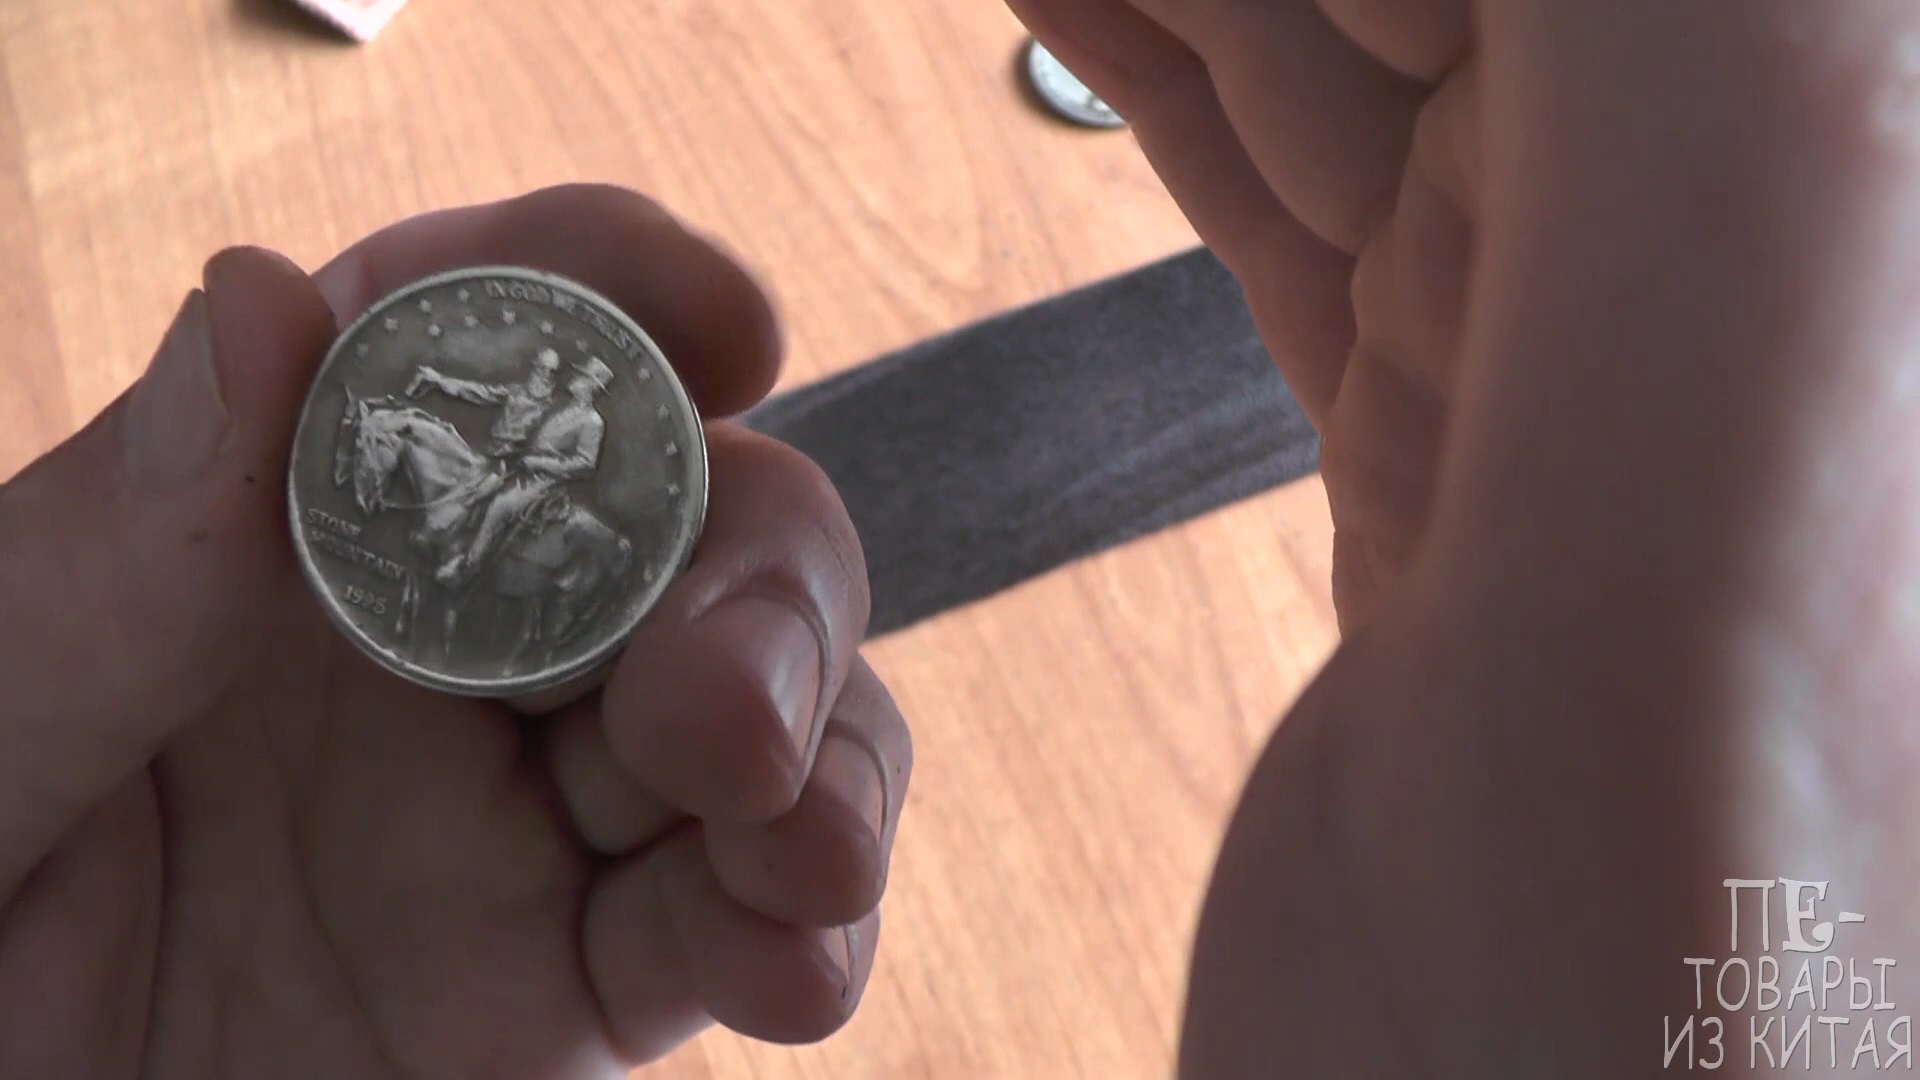 IN GOD WE TRUST
STONE
MOUNTAIN
ПЕ-
ТОВАРЫ
ИЗ КИТАЯ